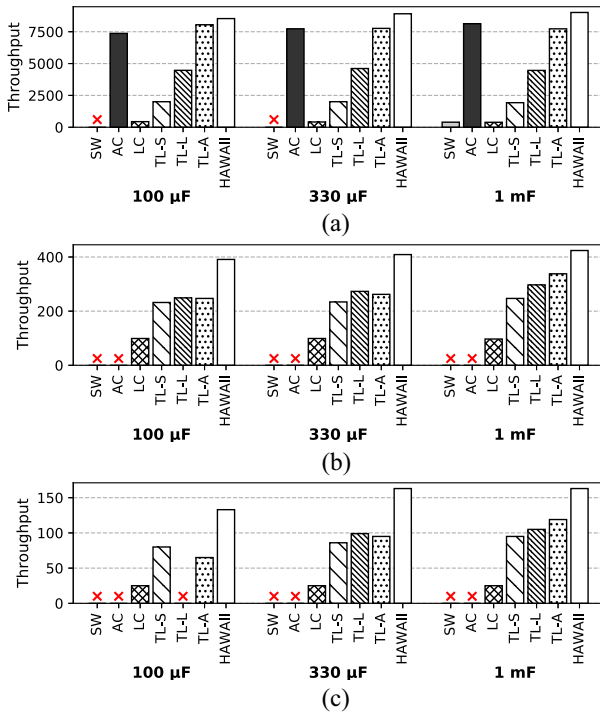 Throughput
7500
5000
2500
0
SW AC LC TL-S TL-L TL-A HAWAII SW AC LC TL-S TL-L TL-A HAWAII SW AC LC TL-S TL-L TL-A HAWAII
100 µF 330 µF 1 mF
(a)
Throughput
400
200
0
SW AC LC TL-S TL-L TL-A HAWAII SW AC LC TL-S TL-L TL-A HAWAII SW AC LC TL-S TL-L TL-A HAWAII
100 µF 330 µF 1 mF
(b)
Throughput
150
100
50
0
SW AC LC TL-S TL-L TL-A HAWAII SW AC LC TL-S TL-L TL-A HAWAII SW AC LC TL-S TL-L TL-A HAWAII
100 µF 330 µF 1 mF
(c)